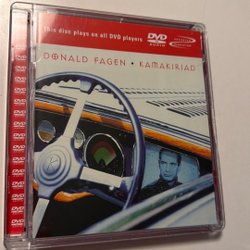 This disc plays on all DVD players
DVD
AUDIO
DONALD FAGEN • KAMAKIRIAD